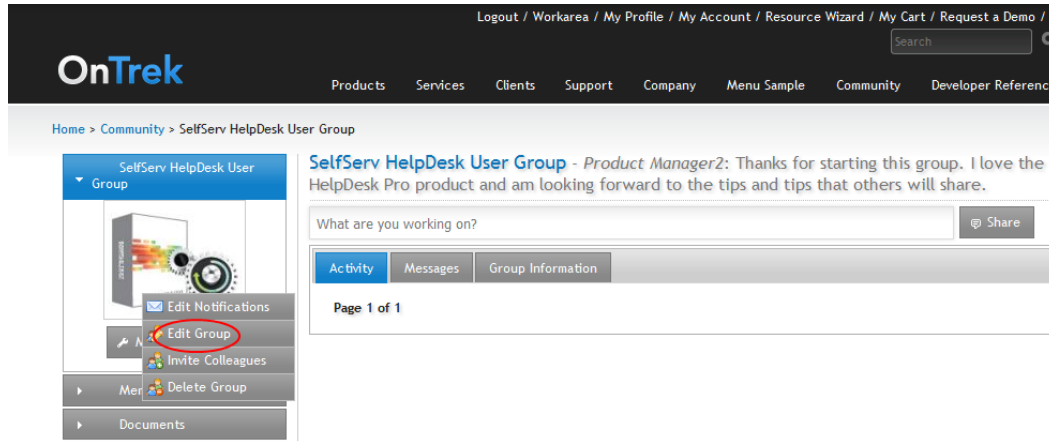 Logout / Workarea / My Profile / My Account / Resource Wizard / My Cart / Request a Demo /
Search
OnTrek
Products Services Clients Support Company Menu Sample Community Developer Referenc
Home > Community > SelfServ HelpDesk User Group
SelfServ HelpDesk User
Group
SelfServ HelpDesk User Group - Product Manager2: Thanks for starting this group. I love the
HelpDesk Pro product and am looking forward to the tips and tips that others will share.
What are you working on?
Share
Activity Messages Group Information
Page 1 of 1
Edit Notifications
Edit Group
Invite Colleagues
Delete Group
Documents